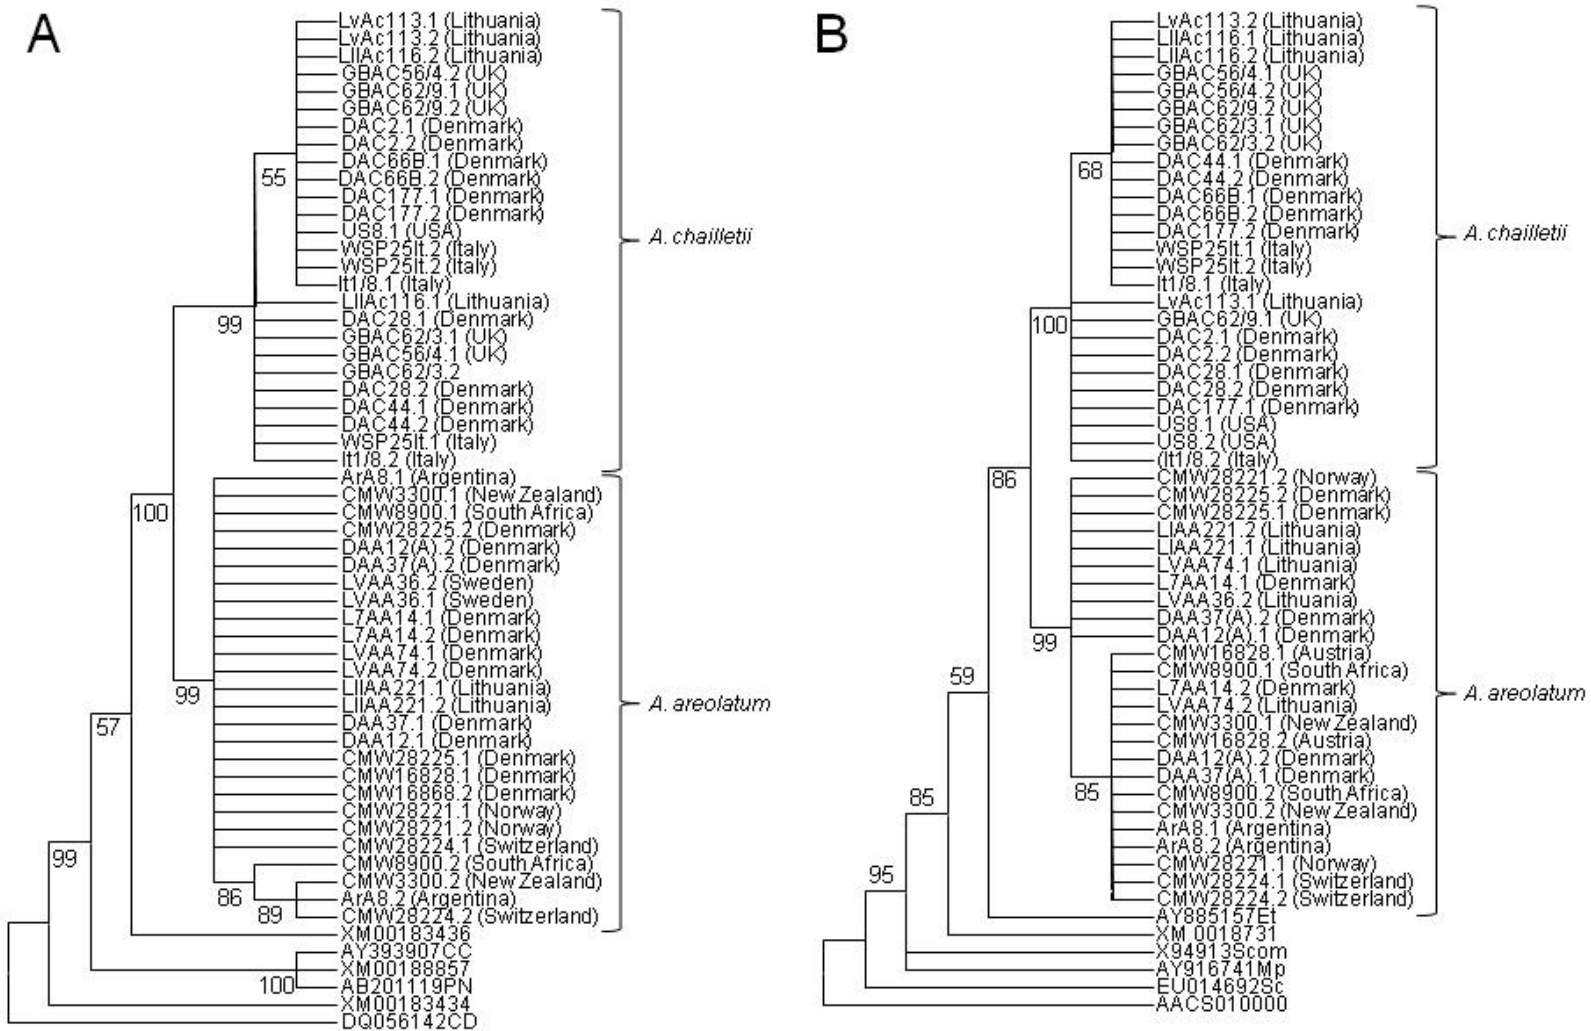 A
LvAc113.1 (Lithuania)
LvAc113.2 (Lithuania)
LIIAc116.2 (Lithuania)
GBAC56/4.2 (UK)
GBAC62/9.1 (UK)
GBAC62/9.2 (UK)
DAC2.1 (Denmark)
DAC2.2 (Denmark)
DAC66B.1 (Denmark)
DAC66B.2 (Denmark)
DAC177.1 (Denmark)
DAC177.2 (Denmark)
US8.1 (USA)
WSP25It.2 (Italy)
WSP25It.2 (Italy)
It1/8.1 (Italy)
LIIAc116.1 (Lithuania)
DAC28.1 (Denmark)
GBAC62/3.1 (UK)
GBAC56/4.1 (UK)
GBAC62/3.2
DAC28.2 (Denmark)
DAC44.1 (Denmark)
DAC44.2 (Denmark)
WSP25It.1 (Italy)
It1/8.2 (Italy)
ArA8.1 (Argentina)
CMW3300.1 (New Zealand)
CMW8900.1 (South Africa)
CMW28225.2 (Denmark)
DAA12(A).2 (Denmark)
DAA37(A).2 (Denmark)
LVAA36.2 (Sweden)
LVAA36.1 (Sweden)
L7AA14.1 (Denmark)
L7AA14.2 (Denmark)
LVAA74.1 (Denmark)
LVAA74.2 (Denmark)
LIIAA221.1 (Lithuania)
LIIAA221.2 (Lithuania)
DAA37.1 (Denmark)
DAA12.1 (Denmark)
CMW28225.1 (Denmark)
CMW16828.1 (Denmark)
CMW16868.2 (Denmark)
CMW28221.1 (Norway)
CMW28221.2 (Norway)
CMW28224.1 (Switzerland)
CMW8900.2 (South Africa)
CMW3300.2 (New Zealand)
ArA8.2 (Argentina)
CMW28224.2 (Switzerland)
XM00183436
AY393907CC
XM00188857
AB201119PN
XM00183434
DQ056142CD
55
99
100
99
57
99
86
89
100
A. chailletii
A. areolatum
B
LvAc113.2 (Lithuania)
LIIAc116.1 (Lithuania)
LIIAc116.2 (Lithuania)
GBAC56/4.1 (UK)
GBAC56/4.2 (UK)
GBAC62/9.2 (UK)
GBAC62/3.1 (UK)
GBAC62/3.2 (UK)
DAC44.1 (Denmark)
DAC44.2 (Denmark)
DAC66B.1 (Denmark)
DAC66B.2 (Denmark)
DAC177.2 (Denmark)
WSP25It.1 (Italy)
WSP25It.2 (Italy)
It1/8.1 (Italy)
LvAc113.1 (Lithuania)
GBAC62/9.1 (UK)
DAC2.1 (Denmark)
DAC2.2 (Denmark)
DAC28.1 (Denmark)
DAC28.2 (Denmark)
DAC177.1 (Denmark)
US8.1 (USA)
US8.2 (USA)
It1/8.2 (Italy)
CMW28221.2 (Norway)
CMW28225.2 (Denmark)
CMW28225.1 (Denmark)
LIAA221.2 (Lithuania)
LIAA221.1 (Lithuania)
LVAA74.1 (Lithuania)
L7AA14.1 (Denmark)
LVAA36.2 (Lithuania)
DAA37(A).2 (Denmark)
DAA12(A).1 (Denmark)
CMW16828.1 (Austria)
CMW8900.1 (South Africa)
L7AA14.2 (Denmark)
LVAA74.2 (Lithuania)
CMW3300.1 (New Zealand)
CMW16828.2 (Austria)
DAA12(A).2 (Denmark)
DAA37(A).1 (Denmark)
CMW8900.2 (South Africa)
CMW3300.2 (New Zealand)
ArA8.1 (Argentina)
ArA8.2 (Argentina)
CMW28221.1 (Norway)
CMW28224.1 (Switzerland)
CMW28224.2 (Switzerland)
AY885157Et
XM 0018731
X94913Scom
AY916741Mp
EU014692Sc
AACS010000
68
100
86
99
59
85
85
95
A. chailletii
A. areolatum